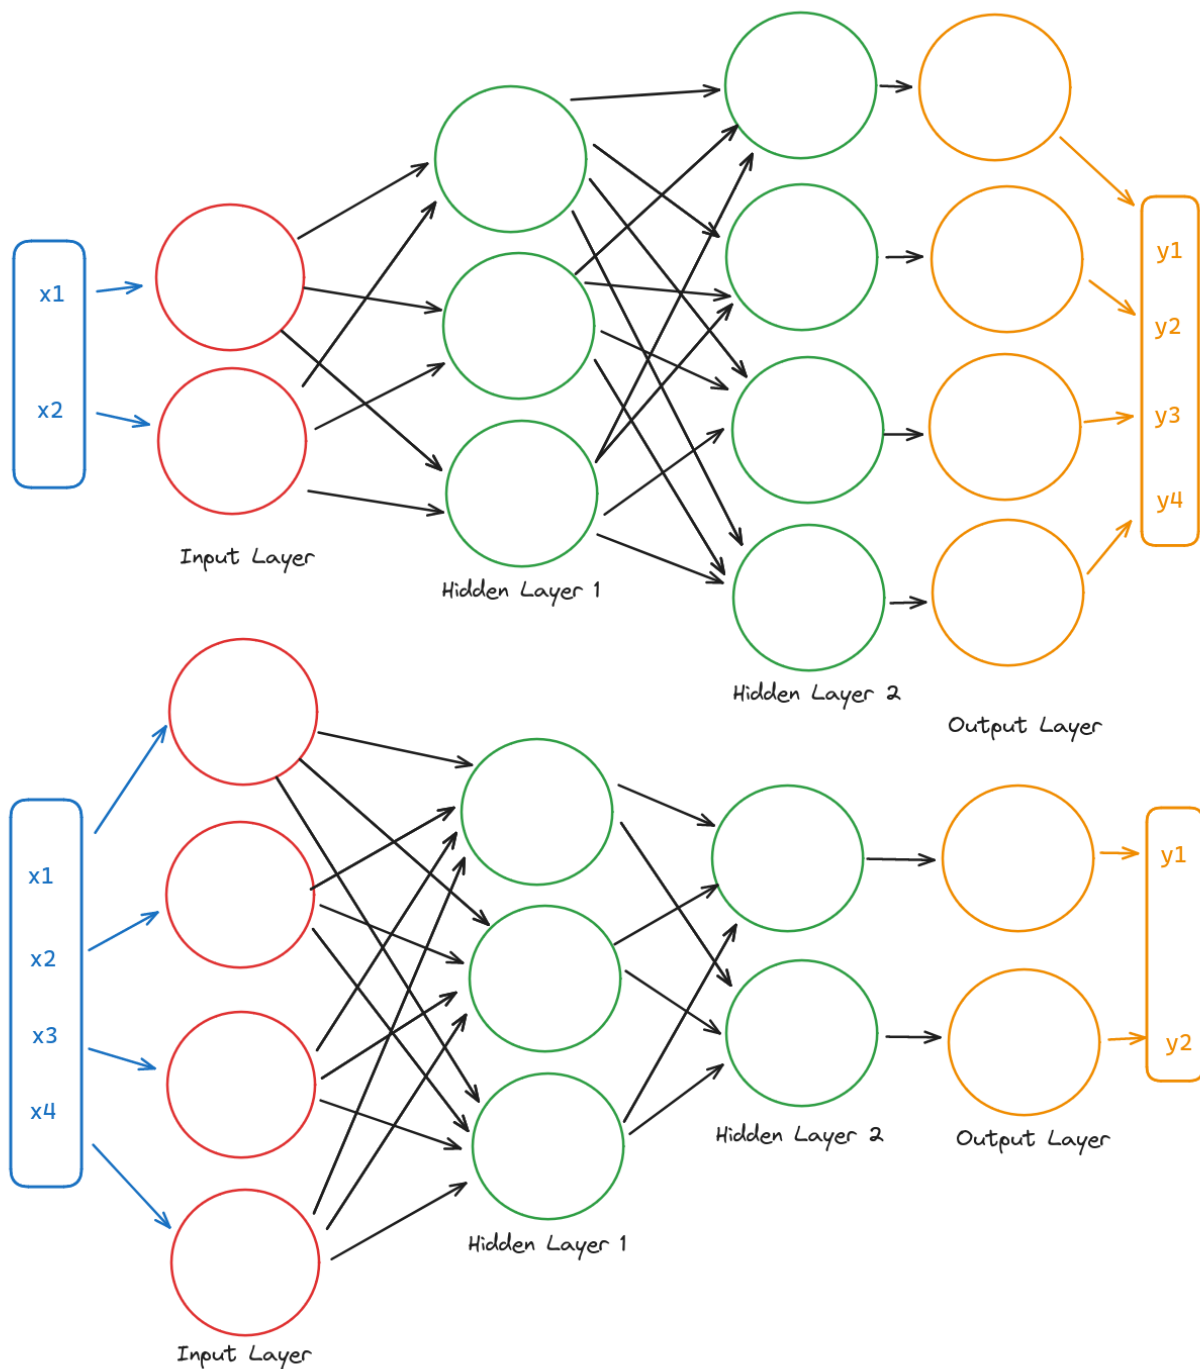 x1
x2
Input Layer
Hidden Layer 1
Hidden Layer 2
Output Layer
y1
y2
y3
y4
x1
x2
x3
x4
Input Layer
Hidden Layer 1
Hidden Layer 2
Output Layer
y1
y2